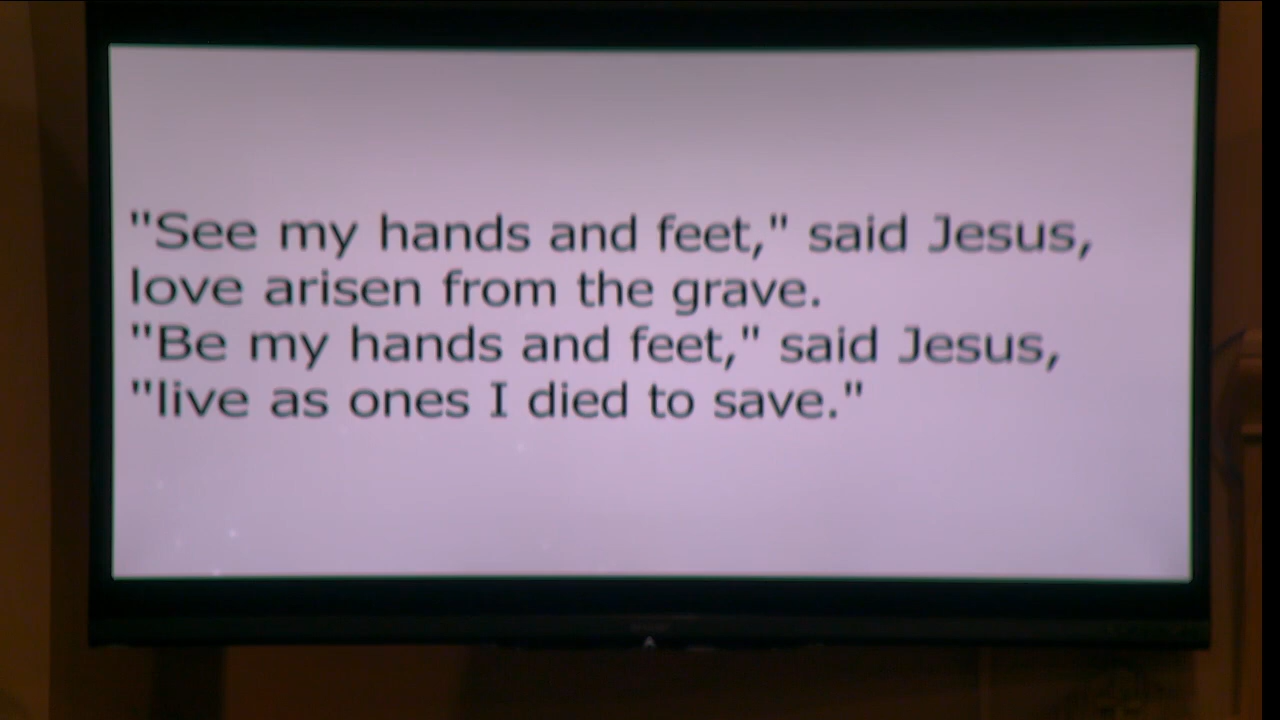 "See my hands and feet," said Jesus,
love arisen from the grave.
"Be my hands and feet," said Jesus,
"live as ones I died to save."